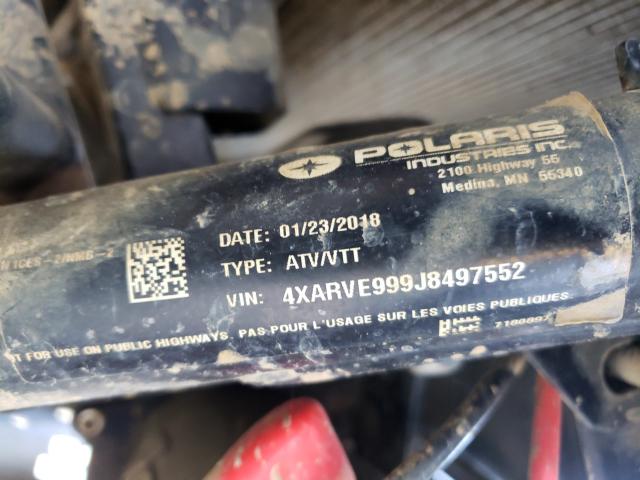 POLARIS
INDUSTRIES INC.
2100 Highway 55
Medina, MN 55340
DATE: 01/23/2018
TYPE: ATV/VTT
VIN: 4XARVE999J8497552
FOR USE ON PUBLIC HIGHWAYS. PAS POUR L'USAGE SUR LES VOIES PUBLIQUES